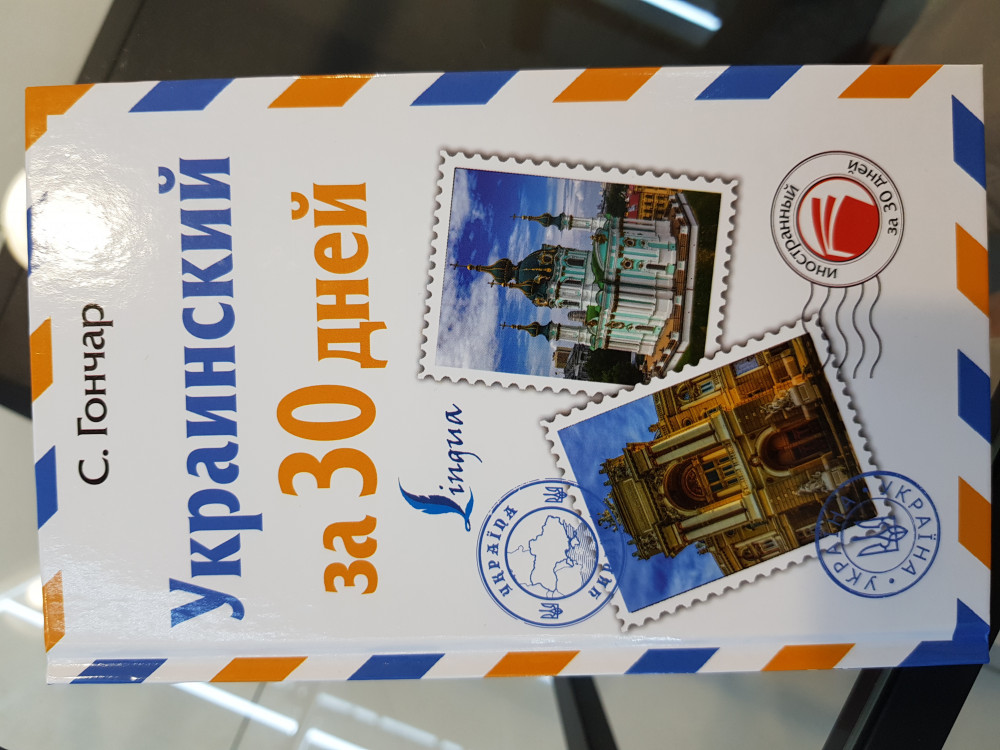 С. Гончар
Украинский
за 30 дней
Lingua
иностранный
за 30 дней
УКРАЇНА
УКРАЇНА